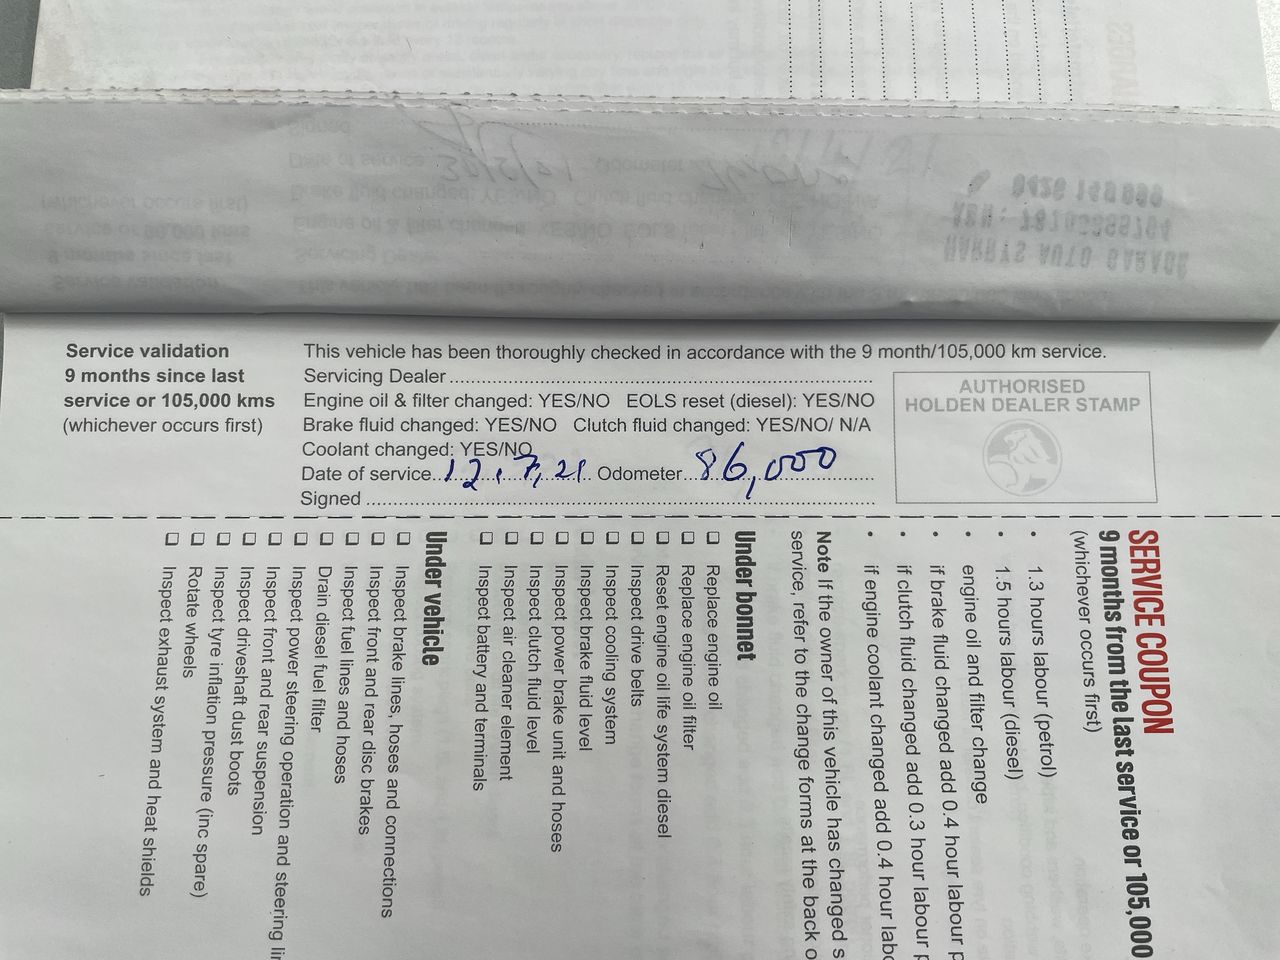 Service validation
9 months since last
service or 105,000 kms
(whichever occurs first)
This vehicle has been thoroughly checked in accordance with the 9 month/105,000 km service.
Servicing Dealer
Engine oil & filter changed: YES/NO EOLS reset (diesel): YES/NO
Brake fluid changed: YES/NO Clutch fluid changed: YES/NO/ N/A
Coolant changed: YES/NO
Date of service 12.7,21 Odometer 86,000
Signed
AUTHORISED
HOLDEN DEALER STAMP
SERVICE COUPON
9 months from the last service or 105,000
(whichever occurs first)
• 1.3 hours labour (petrol)
• 1.5 hours labour (diesel)
• engine oil and filter change
• if brake fluid changed add 0.4 hour labour p
• if clutch fluid changed add 0.3 hour labour p
• if engine coolant changed add 0.4 hour labo
Note If the owner of this vehicle has changed s
service, refer to the change forms at the back o
Under bonnet
❑ Replace engine oil
❑ Replace engine oil filter
❑ Reset engine oil life system diesel
❑ Inspect drive belts
❑ Inspect cooling system
❑ Inspect brake fluid level
❑ Inspect power brake unit and hoses
❑ Inspect clutch fluid level
❑ Inspect air cleaner element
❑ Inspect battery and terminals
Under vehicle
❑ Inspect brake lines, hoses and connections
❑ Inspect front and rear disc brakes
❑ Inspect fuel lines and hoses
❑ Drain diesel fuel filter
❑ Inspect power steering operation and steering lin
❑ Inspect front and rear suspension
❑ Inspect driveshaft dust boots
❑ Inspect tyre inflation pressure (inc spare)
❑ Rotate wheels
❑ Inspect exhaust system and heat shields